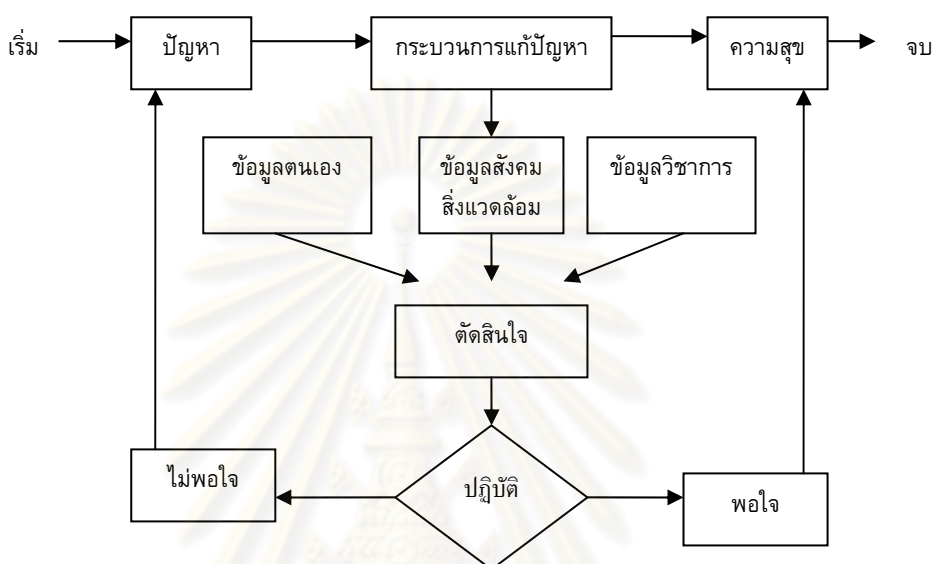 เริ่ม
ปัญหา
กระบวนการแก้ปัญหา
ความสุข
จบ
ข้อมูลตนเอง
ข้อมูลสังคม
สิ่งแวดล้อม
ข้อมูลวิชาการ
ตัดสินใจ
ไม่พอใจ
ปฏิบัติ
พอใจ